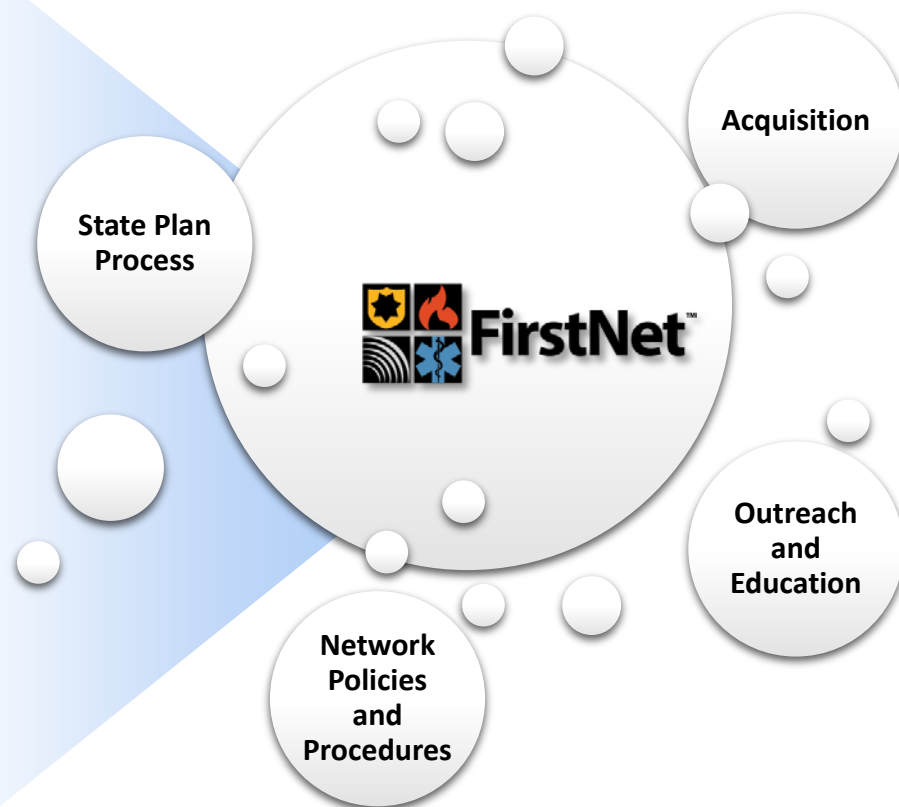 Acquisition
State Plan
Process
FirstNet™
Outreach
and
Education
Network
Policies
and
Procedures